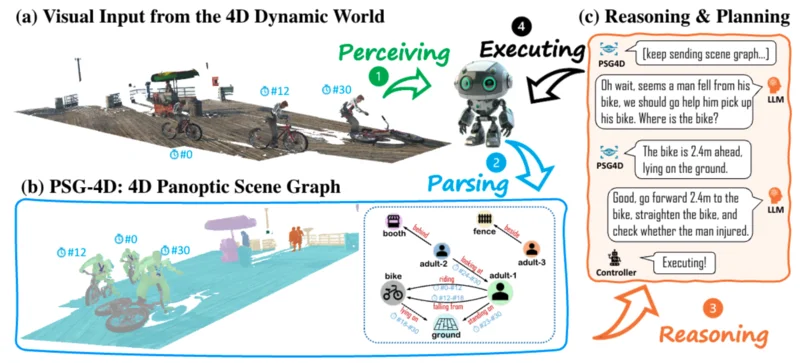 (a) Visual Input from the 4D Dynamic World
#12
#30
#0
Perceiving
1
4
Executing
2
Parsing
(b) PSG-4D: 4D Panoptic Scene Graph
#12
#0
#30
booth
fence
behind
beside
adult-2
adult-3
looking at
#24-#30
bike
adult-1
riding
#0-#12
#12-#18
falling from
lying on
#18-#30
standing on
#23-#30
ground
(c) Reasoning & Planning
PSG4D
[keep sending scene graph...]
Oh wait, seems a man fell from his
bike, we should go help him pick up
his bike. Where is the bike?
LLM
PSG4D
The bike is 2.4m ahead,
lying on the ground.
Good, go forward 2.4m to the
bike, straighten the bike, and
check whether the man injured.
LLM
Controller
Executing!
3
Reasoning